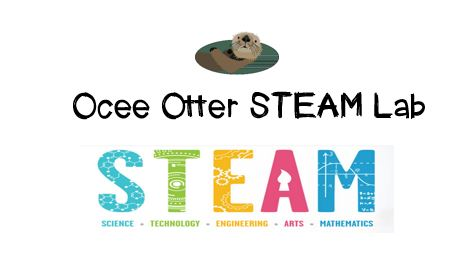 Ocee Otter STEAM Lab
STEAM
SCIENCE - TECHNOLOGY - ENGINEERING - ARTS - MATHEMATICS